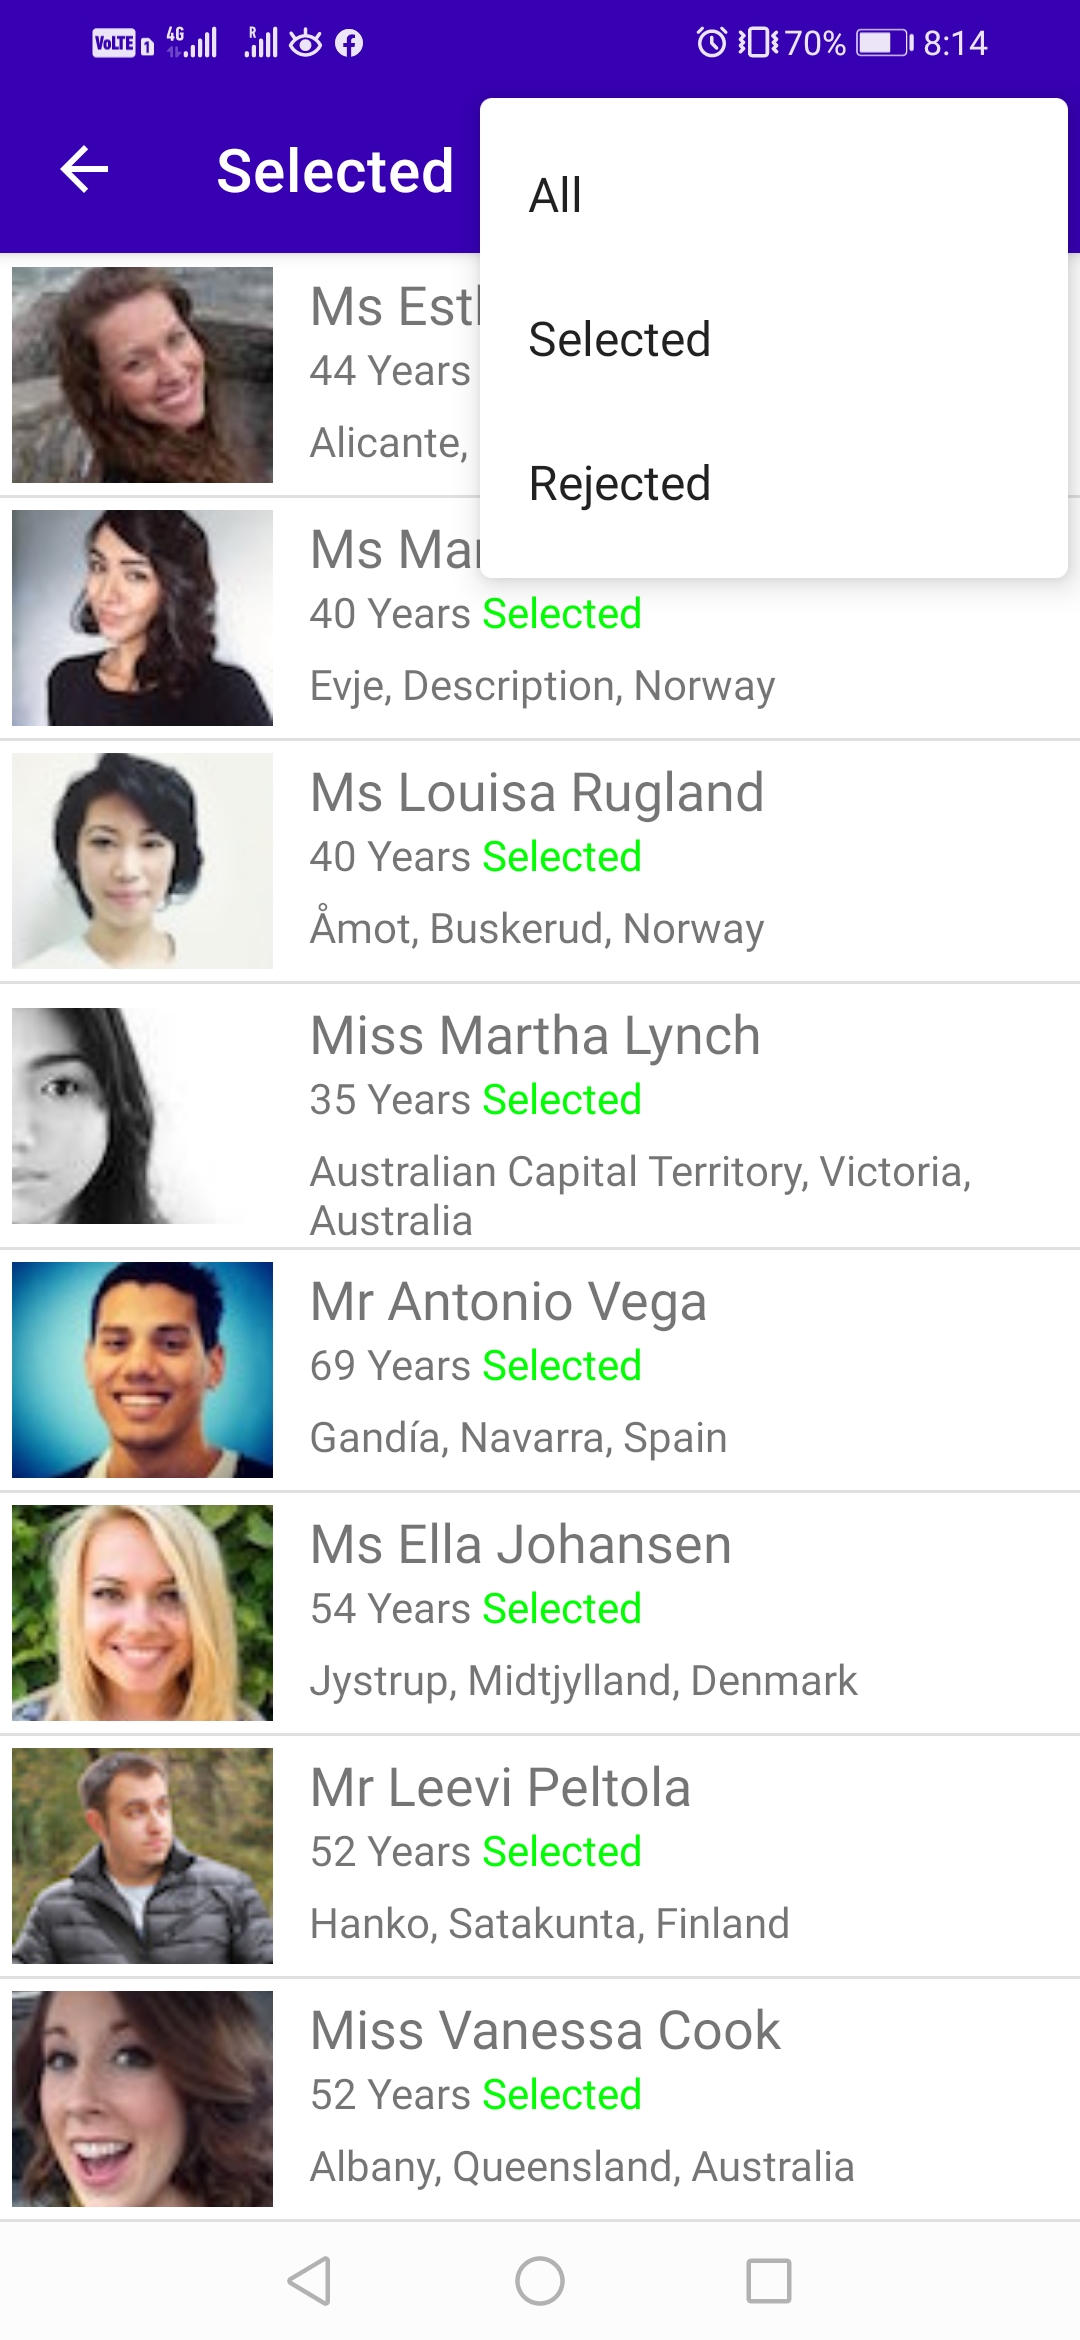 VoLTE 1 4G R 70% 8:14
Selected
All
Selected
Rejected
Ms
44 Years
Alicante,
Ms
40 Years Selected
Evje, Description, Norway
Ms Louisa Rugland
40 Years Selected
Åmot, Buskerud, Norway
Miss Martha Lynch
35 Years Selected
Australian Capital Territory, Victoria,
Australia
Mr Antonio Vega
69 Years Selected
Gandía, Navarra, Spain
Ms Ella Johansen
54 Years Selected
Jystrup, Midtjylland, Denmark
Mr Leevi Peltola
52 Years Selected
Hanko, Satakunta, Finland
Miss Vanessa Cook
52 Years Selected
Albany, Queensland, Australia